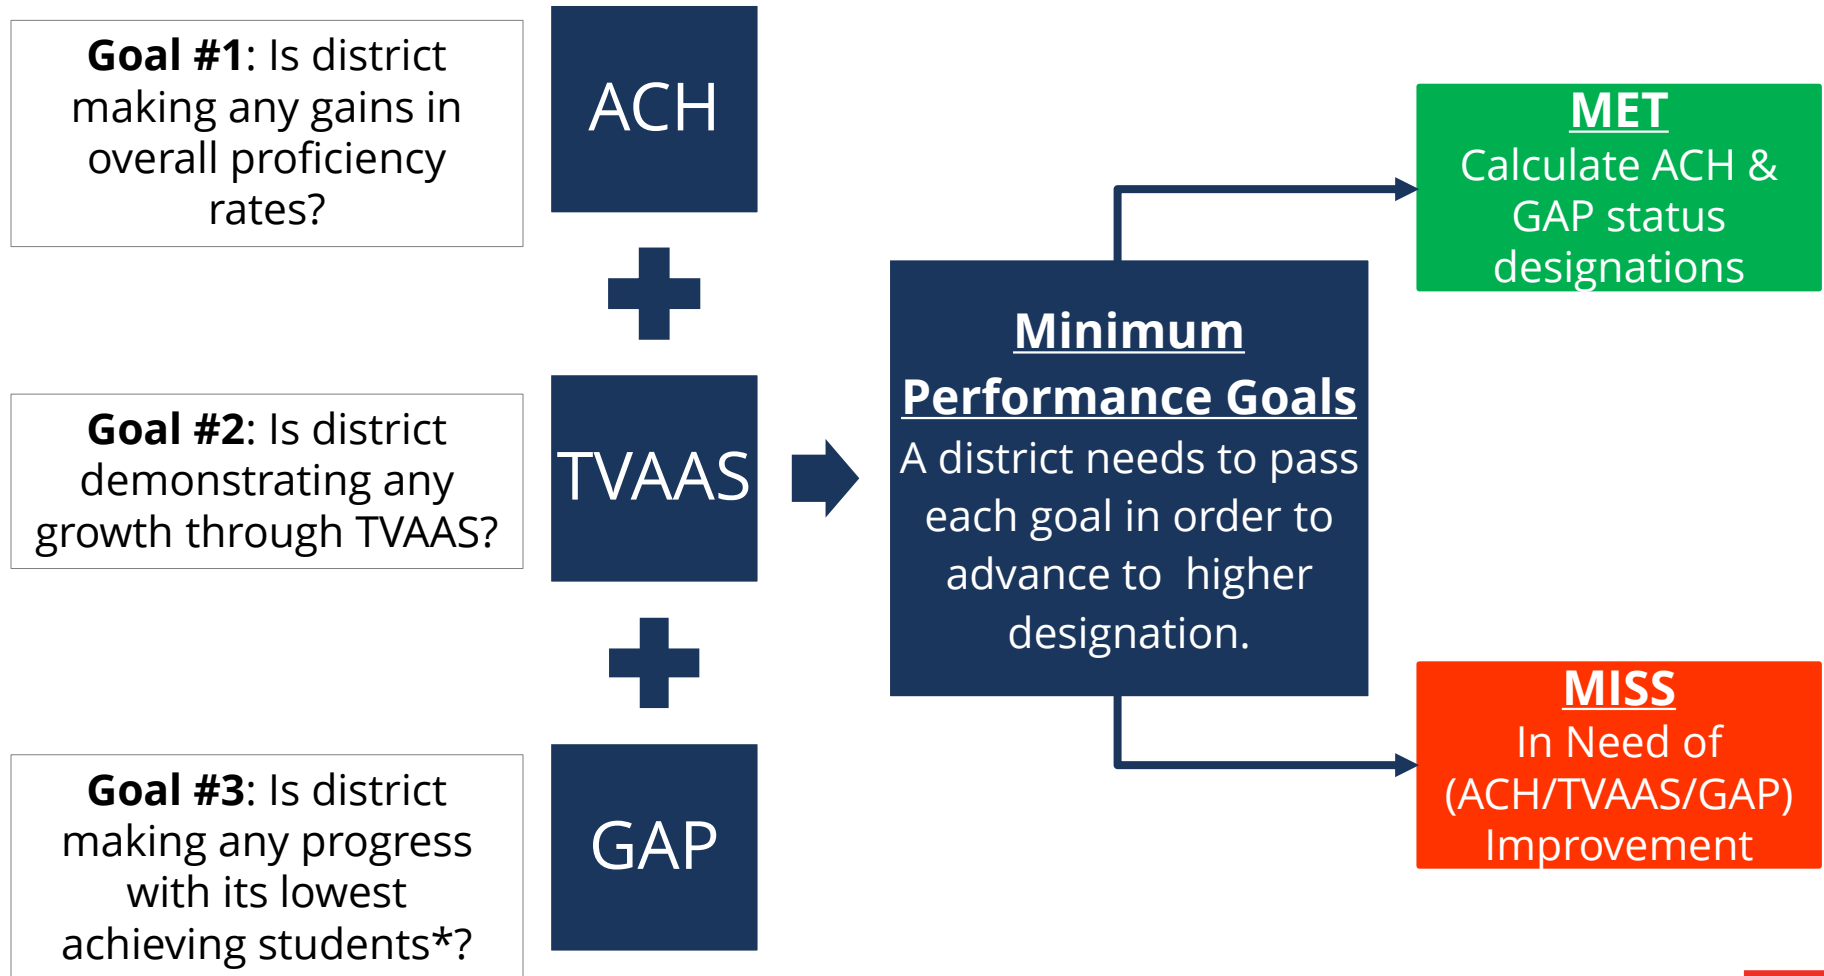 Goal #1: Is district
making any gains in
overall proficiency
rates?
ACH
Goal #2: Is district
demonstrating any
growth through TVAAS?
TVAAS
Goal #3: Is district
making any progress
with its lowest
achieving students*?
GAP
Minimum
Performance Goals
A district needs to pass
each goal in order to
advance to  higher
designation.
MET
Calculate ACH &
GAP status
designations
MISS
In Need of
(ACH/TVAAS/GAP)
Improvement